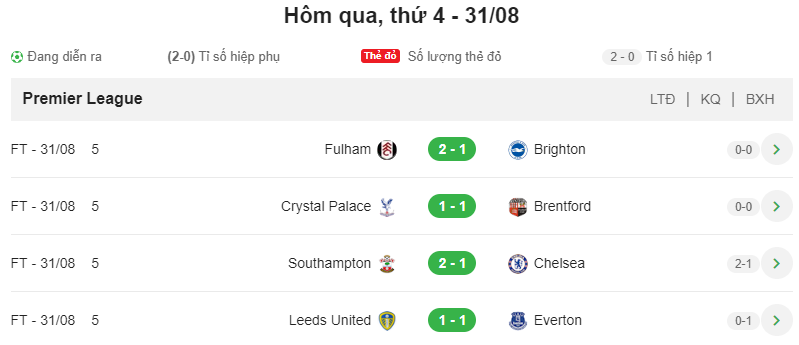 Hôm qua, thứ 4 - 31/08
Đang diễn ra (2-0) Tỉ số hiệp phụ Thẻ đỏ Số lượng thẻ đỏ 2 - 0 Tỉ số hiệp 1
Premier League LTĐ | KQ | BXH
FT - 31/08 5 Fulham 2 - 1 Brighton 0-0
FT - 31/08 5 Crystal Palace 1 - 1 Brentford 0-0
FT - 31/08 5 Southampton 2 - 1 Chelsea 2-1
FT - 31/08 5 Leeds United 1 - 1 Everton 0-1